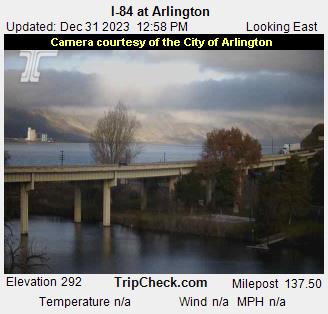 I-84 at Arlington
Updated: Dec 31 2023 12:58 PM Looking East
Camera courtesy of the City of Arlington
Elevation 292 TripCheck.com Milepost 137.50
Temperature n/a Wind n/a MPH n/a